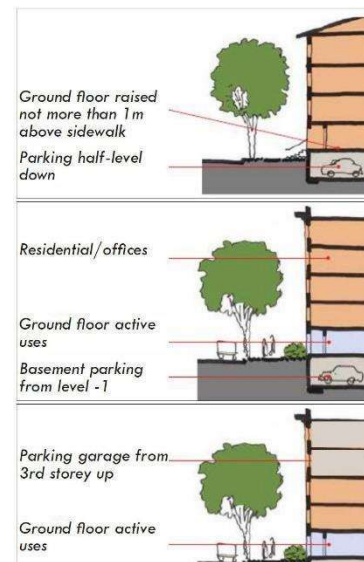 Ground floor raised
not more than 1m
above sidewalk
Parking half-level
down
Residential/offices
Ground floor active
uses
Basement parking
from level -1
Parking garage from
3rd storey up
Ground floor active
uses